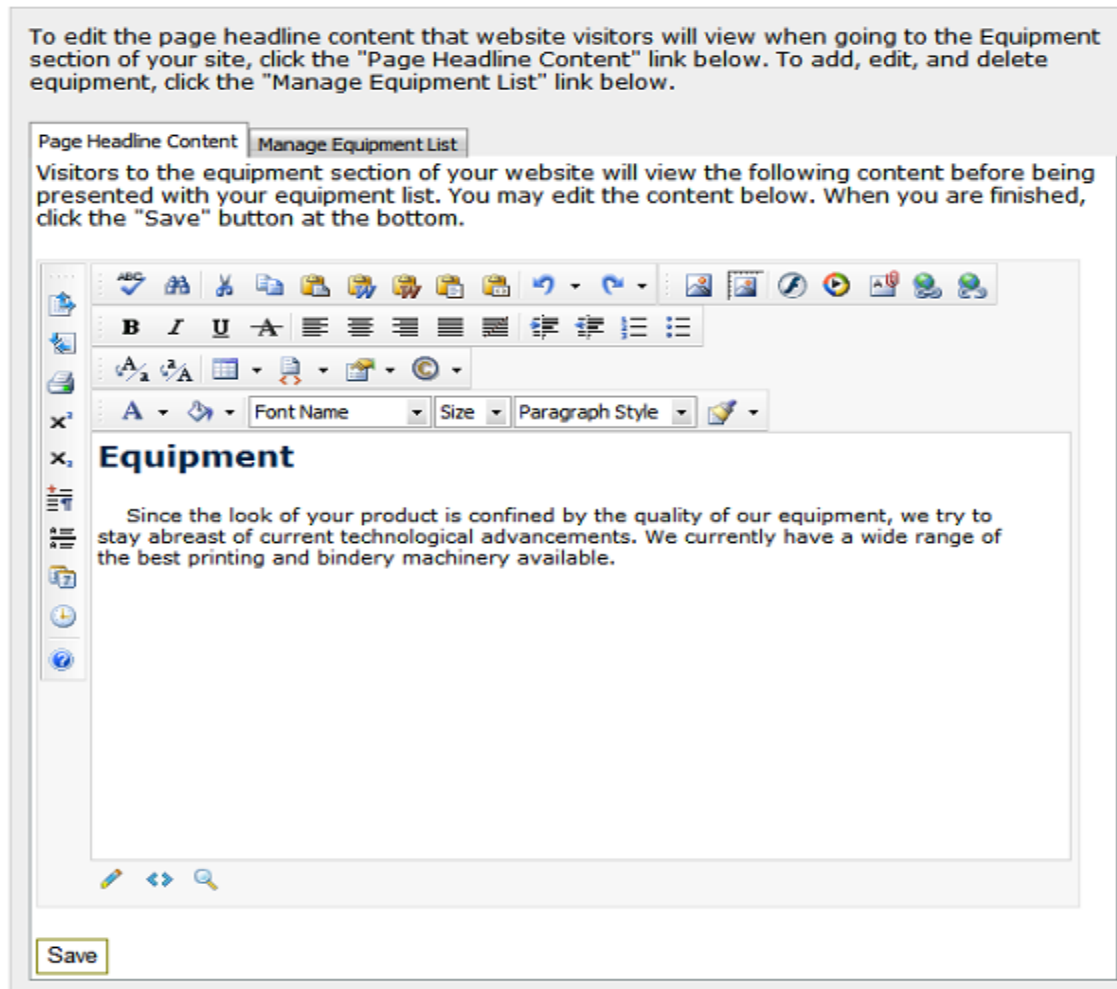 To edit the page headline content that website visitors will view when going to the Equipment
section of your site, click the "Page Headline Content" link below. To add, edit, and delete
equipment, click the "Manage Equipment List" link below.
Page Headline Content Manage Equipment List
Visitors to the equipment section of your website will view the following content before being
presented with your equipment list. You may edit the content below. When you are finished,
click the "Save" button at the bottom.
ABC
B I U A
A Font Name Size Paragraph Style
Equipment
Since the look of your product is confined by the quality of our equipment, we try to
stay abreast of current technological advancements. We currently have a wide range of
the best printing and bindery machinery available.
Save